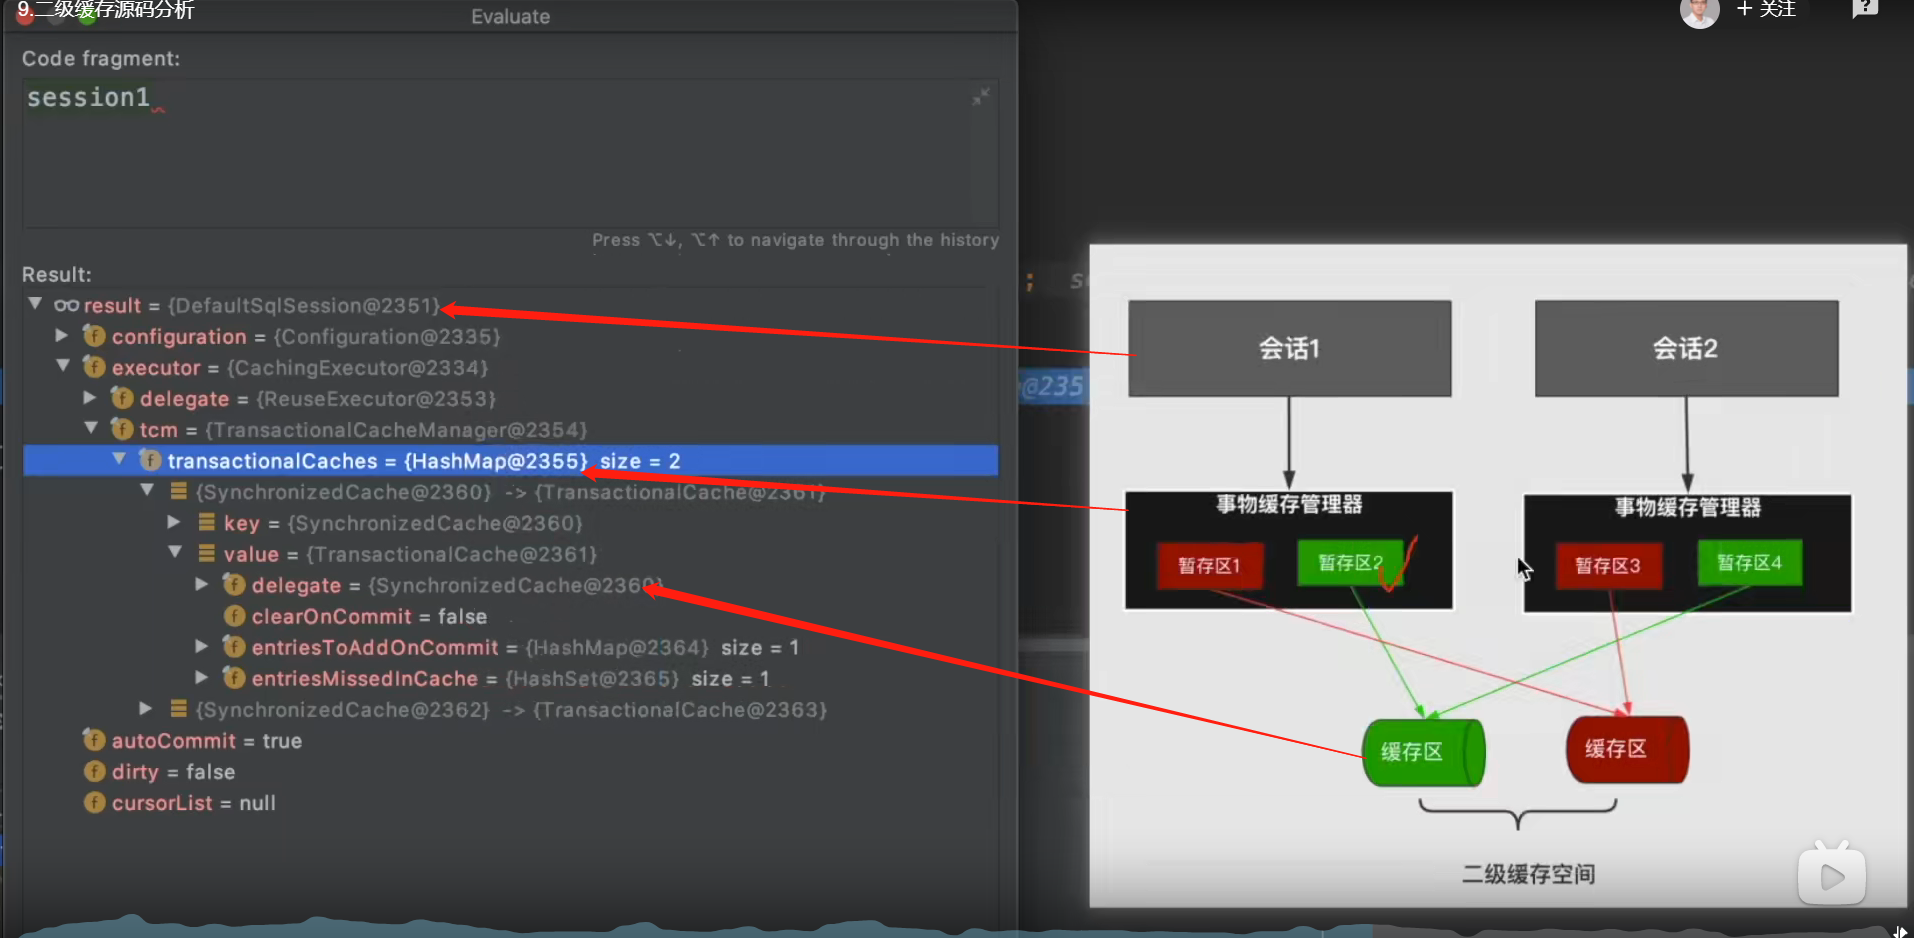 9.二级缓存源码分析
Evaluate
+ 关注
Code fragment:
session1
Press ⌥↓, ⌥↑ to navigate through the history
Result:
result = {DefaultSqlSession@2351}
configuration = {Configuration@2335}
executor = {CachingExecutor@2334}
delegate = {ReuseExecutor@2353}
tcm = {TransactionalCacheManager@2354}
transactionalCaches = {HashMap@2355} size = 2
{SynchronizedCache@2360} -> {TransactionalCache@2361}
key = {SynchronizedCache@2360}
value = {TransactionalCache@2361}
delegate = {SynchronizedCache@2360}
clearOnCommit = false
entriesToAddOnCommit = {HashMap@2364} size = 1
entriesMissedInCache = {HashSet@2365} size = 1
{SynchronizedCache@2362} -> {TransactionalCache@2363}
autoCommit = true
dirty = false
cursorList = null
; s
@235
会话1
会话2
事物缓存管理器
事物缓存管理器
暂存区1
暂存区2
暂存区3
暂存区4
缓存区
缓存区
二级缓存空间